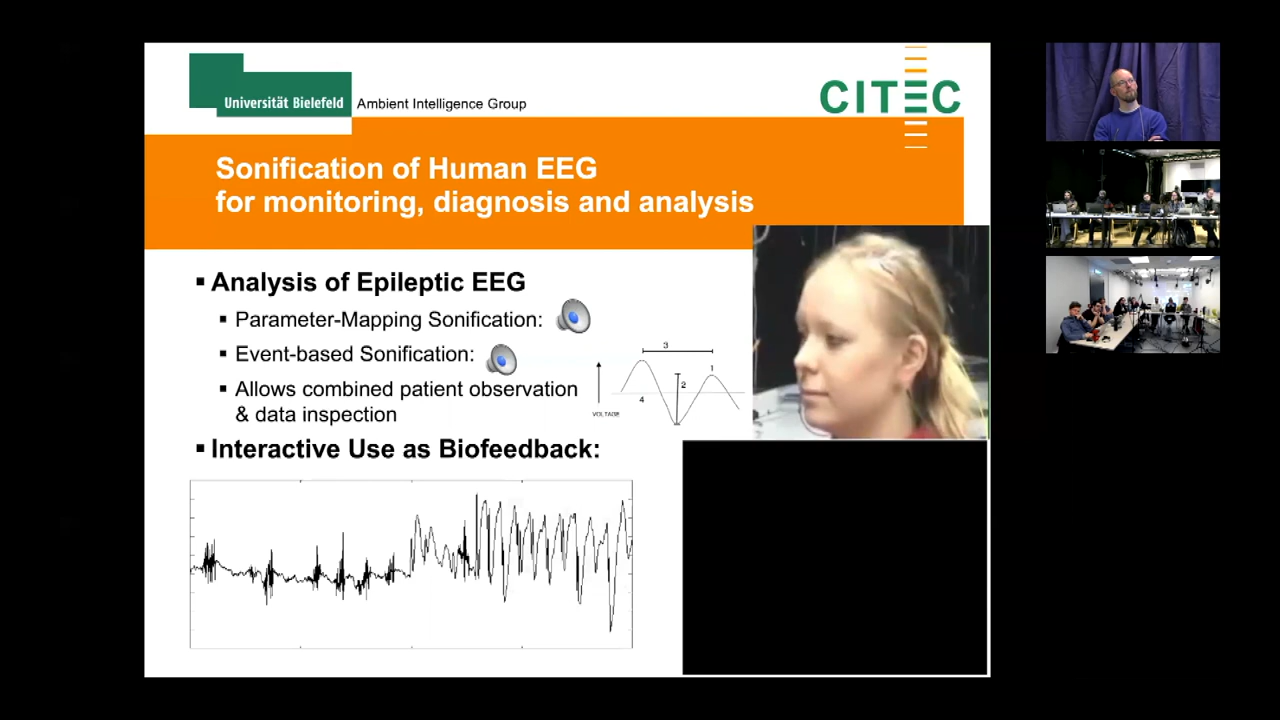 Universität Bielefeld
Ambient Intelligence Group
CITEC
Sonification of Human EEG
for monitoring, diagnosis and analysis
▪ Analysis of Epileptic EEG
▪ Parameter-Mapping Sonification:
▪ Event-based Sonification:
▪ Allows combined patient observation
& data inspection
3
1
2
4
VOLTAGE
▪ Interactive Use as Biofeedback: